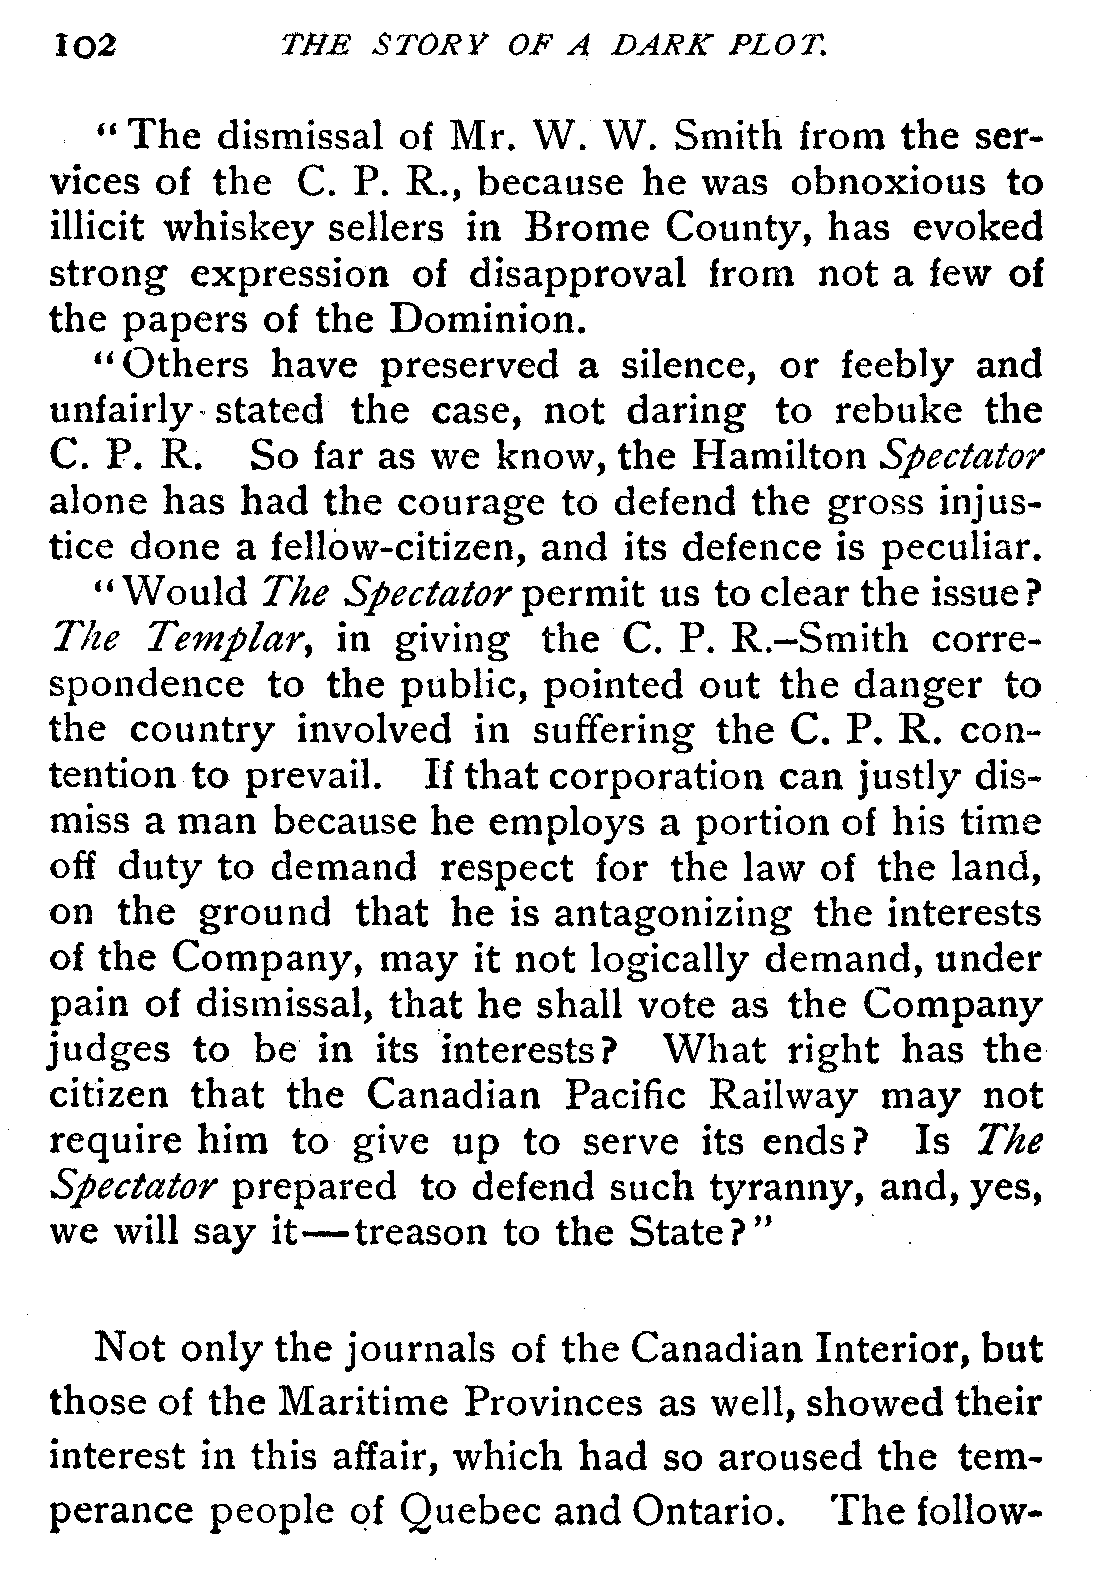 102 THE STORY OF A DARK PLOT.
“The dismissal of Mr. W. W. Smith from the ser-
vices of the C. P. R., because he was obnoxious to
illicit whiskey sellers in Brome County, has evoked
strong expression of disapproval from not a few of
the papers of the Dominion.
“Others have preserved a silence, or feebly and
unfairly stated the case, not daring to rebuke the
C. P. R. So far as we know, the Hamilton Spectator
alone has had the courage to defend the gross injus-
tice done a fellow-citizen, and its defence is peculiar.
“Would The Spectator permit us to clear the issue?
The Templar, in giving the C. P. R.–Smith corre-
spondence to the public, pointed out the danger to
the country involved in suffering the C. P. R. con-
tention to prevail. If that corporation can justly dis-
miss a man because he employs a portion of his time
off duty to demand respect for the law of the land,
on the ground that he is antagonizing the interests
of the Company, may it not logically demand, under
pain of dismissal, that he shall vote as the Company
judges to be in its interests? What right has the
citizen that the Canadian Pacific Railway may not
require him to give up to serve its ends? Is The
Spectator prepared to defend such tyranny, and, yes,
we will say it—treason to the State?”
Not only the journals of the Canadian Interior, but
those of the Maritime Provinces as well, showed their
interest in this affair, which had so aroused the tem-
perance people of Quebec and Ontario. The follow-